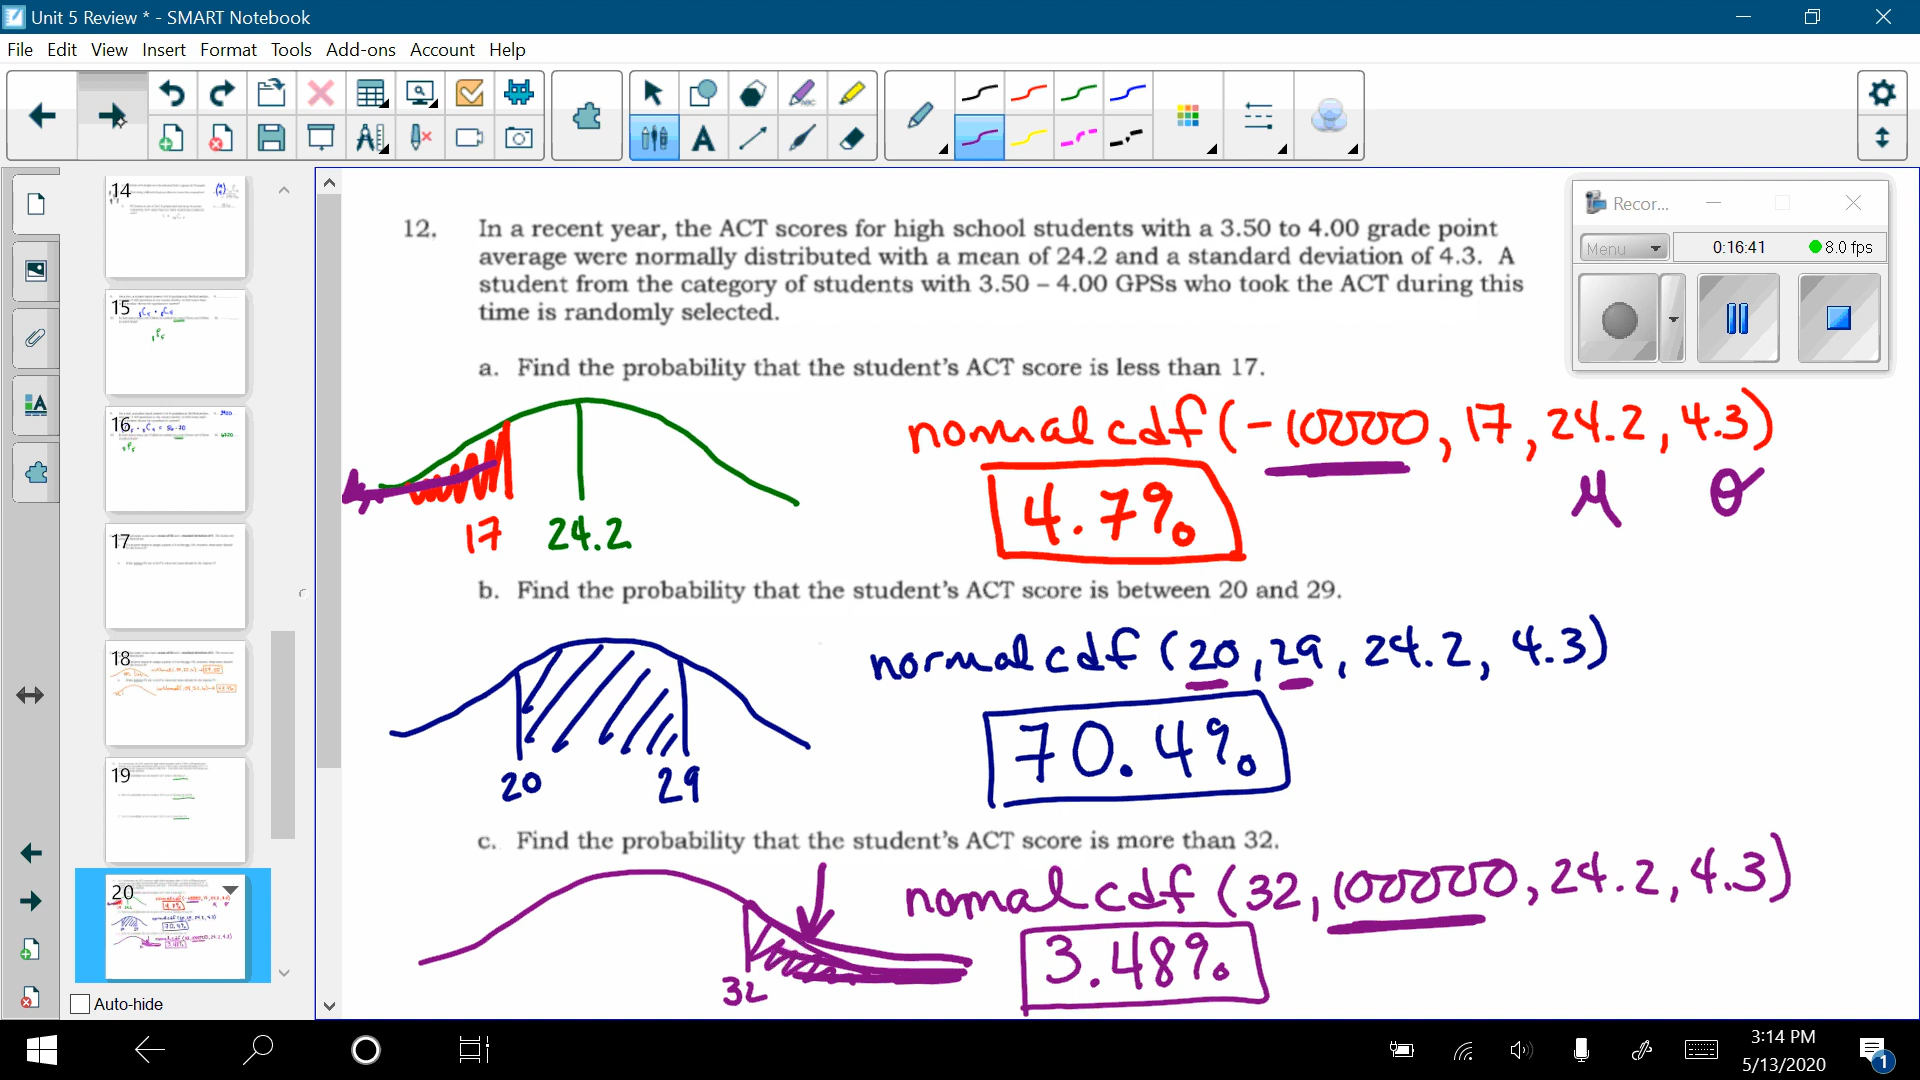 Unit 5 Review * - SMART Notebook
File Edit View Insert Format Tools Add-ons Account Help
14
15
16
17
18
19
20
Auto-hide
Recor...
Menu
0:16:41
8.0 fps
12. In a recent year, the ACT scores for high school students with a 3.50 to 4.00 grade point
average were normally distributed with a mean of 24.2 and a standard deviation of 4.3. A
student from the category of students with 3.50 – 4.00 GPSs who took the ACT during this
time is randomly selected.
a. Find the probability that the student's ACT score is less than 17.
normalcdf(-10000, 17, 24.2, 4.3)
μ σ
4.7%
17 24.2
b. Find the probability that the student's ACT score is between 20 and 29.
normalcdf (20, 29, 24.2, 4.3)
70.4%
20 29
c. Find the probability that the student's ACT score is more than 32.
normalcdf (32, 100000, 24.2, 4.3)
3.48%
32
3:14 PM
5/13/2020
1